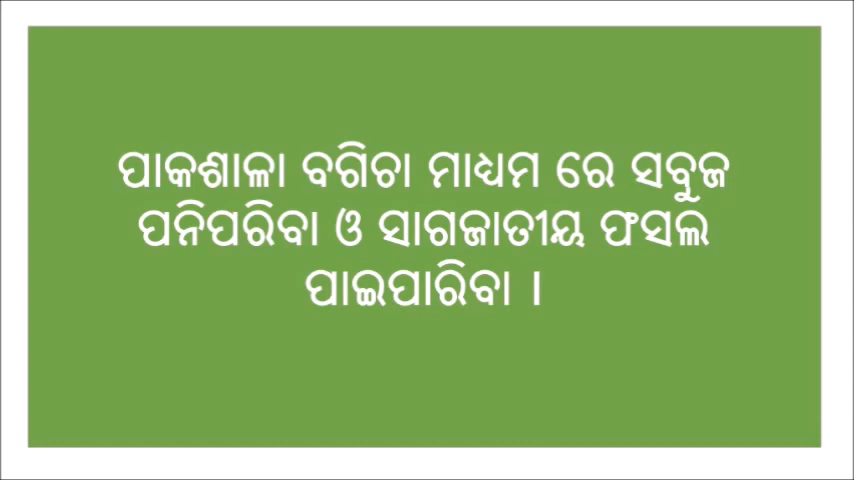 ପାକଶାଳା ବଗିଚା ମାଧ୍ୟମ ରେ ସବୁଜ
ପନିପରିବା ଓ ସାଗଜାତୀୟ ଫସଲ
ପାଇପାରିବା ।